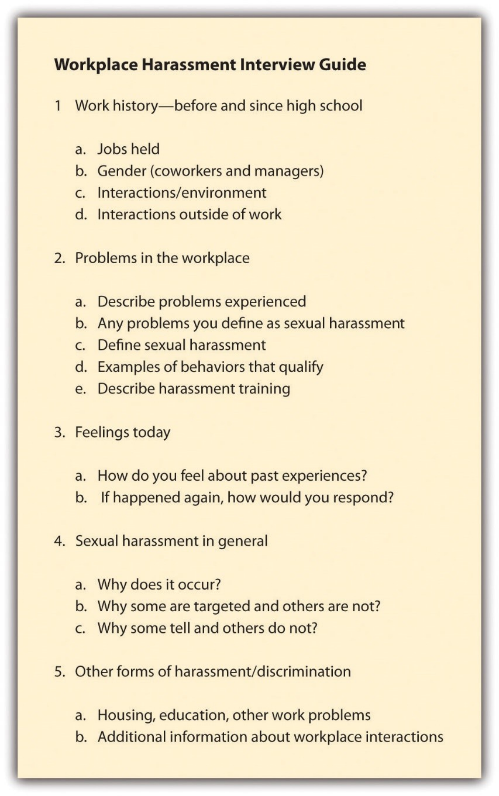 Workplace Harassment Interview Guide
1 Work history—before and since high school
a. Jobs held
b. Gender (coworkers and managers)
c. Interactions/environment
d. Interactions outside of work
2. Problems in the workplace
a. Describe problems experienced
b. Any problems you define as sexual harassment
c. Define sexual harassment
d. Examples of behaviors that qualify
e. Describe harassment training
3. Feelings today
a. How do you feel about past experiences?
b. If happened again, how would you respond?
4. Sexual harassment in general
a. Why does it occur?
b. Why some are targeted and others are not?
c. Why some tell and others do not?
5. Other forms of harassment/discrimination
a. Housing, education, other work problems
b. Additional information about workplace interactions